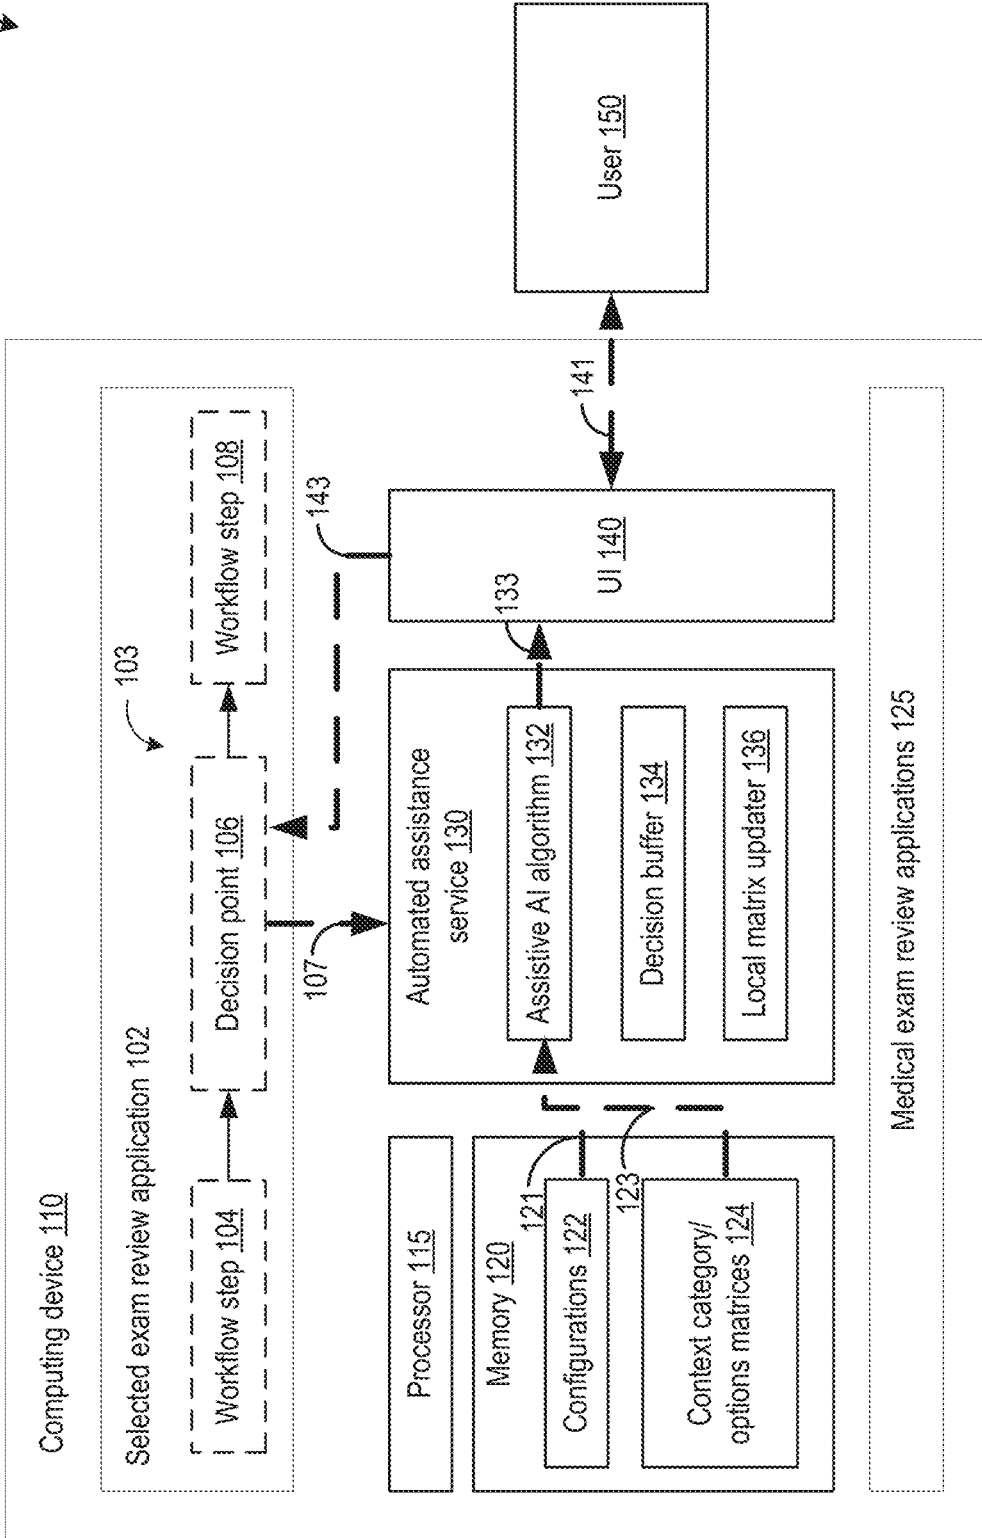 Computing device 110
Selected exam review application 102
Workflow step 104
Decision point 106
Workflow step 108
103
107
143
Processor 115
Memory 120
Configurations 122
Context category/
options matrices 124
121
123
Automated assistance
service 130
Assistive AI algorithm 132
Decision buffer 134
Local matrix updater 136
133
UI 140
141
User 150
Medical exam review applications 125